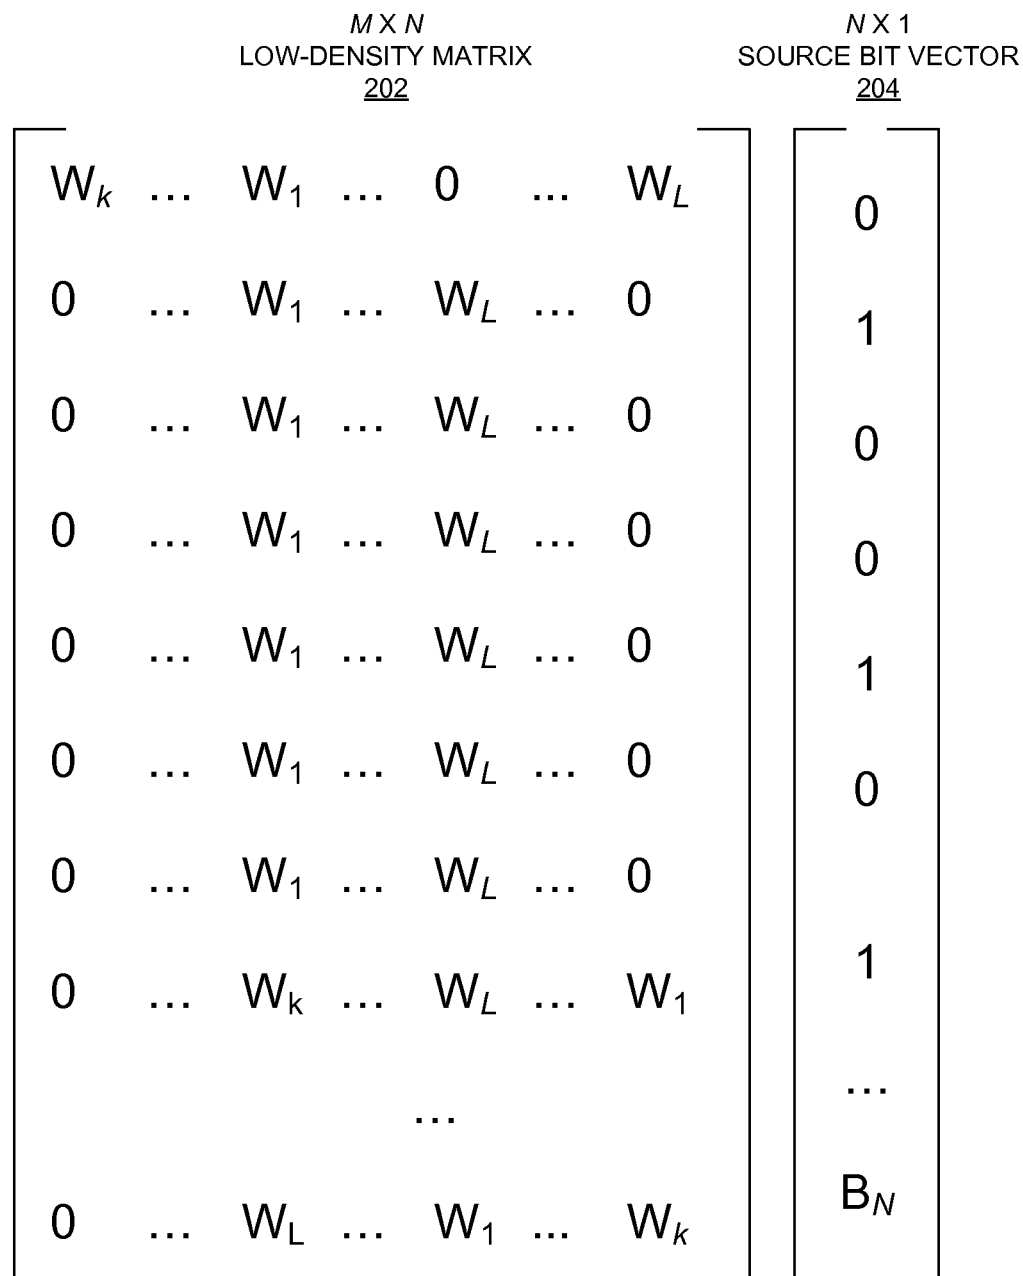 M X N
LOW-DENSITY MATRIX
202
N X 1
SOURCE BIT VECTOR
204
W_k ... W_1 ... 0 ... W_L
0 ... W_1 ... W_L ... 0
0 ... W_1 ... W_L ... 0
0 ... W_1 ... W_L ... 0
0 ... W_1 ... W_L ... 0
0 ... W_1 ... W_L ... 0
0 ... W_1 ... W_L ... 0
0 ... W_k ... W_L ... W_1
...
0 ... W_L ... W_1 ... W_k
0
1
0
0
1
0
1
...
B_N